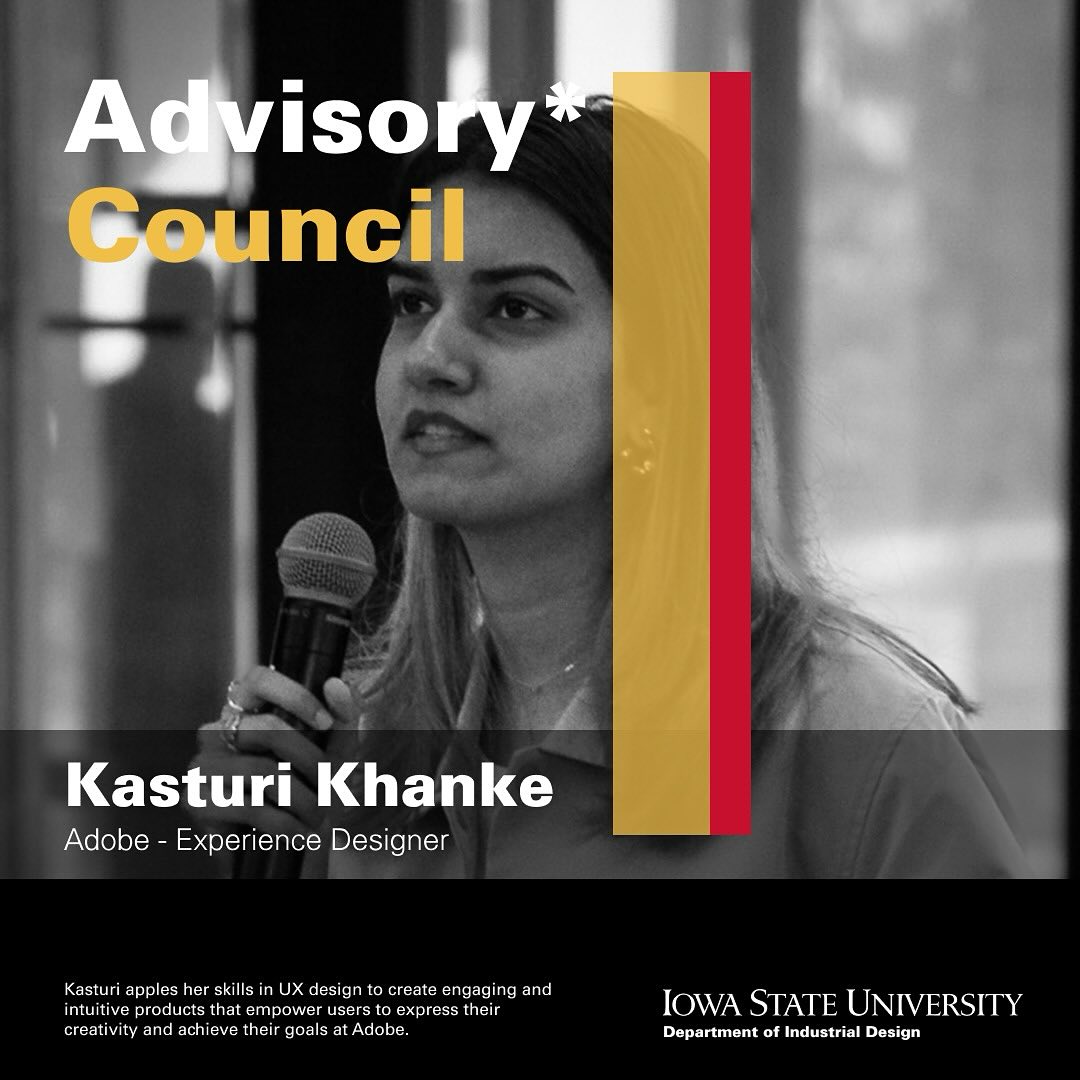 Advisory*
Council
Kasturi Khanke
Adobe - Experience Designer
Kasturi apples her skills in UX design to create engaging and
intuitive products that empower users to express their
creativity and achieve their goals at Adobe.
IOWA STATE UNIVERSITY
Department of Industrial Design